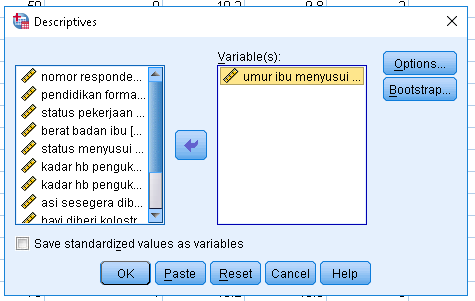 Descriptives
Variable(s):
nomor responde...
pendidikan forma...
status pekerjaan ...
berat badan ibu [...
status menyusui ...
kadar hb penguk...
kadar hb penguk...
asi sesegera dib...
bayi diberi kolostr...
umur ibu menyusui ...
Options...
Bootstrap...
Save standardized values as variables
OK
Paste
Reset
Cancel
Help